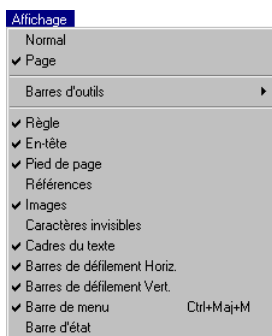 Affichage
Normal
Page
Barres d'outils
Règle
En-tête
Pied de page
Références
Images
Caractères invisibles
Cadres du texte
Barres de défilement Horiz.
Barres de défilement Vert.
Barre de menu Ctrl+Maj+M
Barre d'état